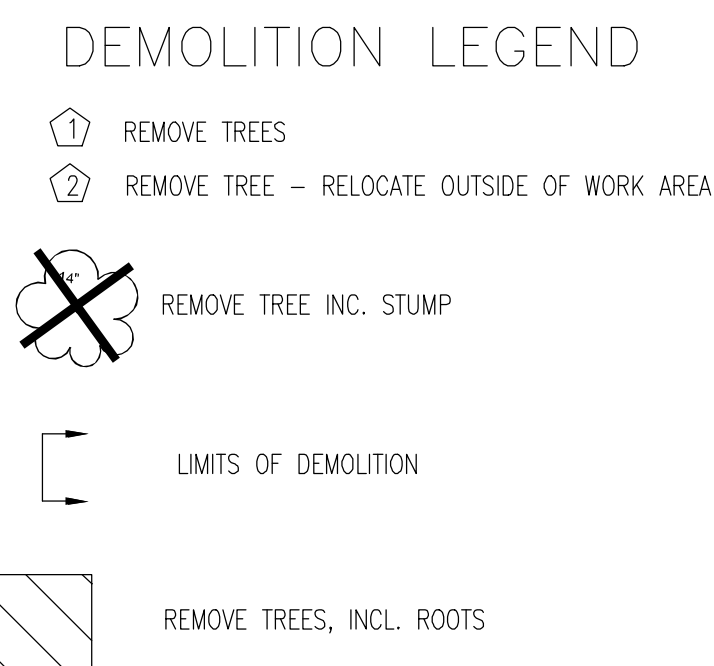 DEMOLITION LEGEND
1 REMOVE TREES
2 REMOVE TREE – RELOCATE OUTSIDE OF WORK AREA
REMOVE TREE INC. STUMP
LIMITS OF DEMOLITION
REMOVE TREES, INCL. ROOTS